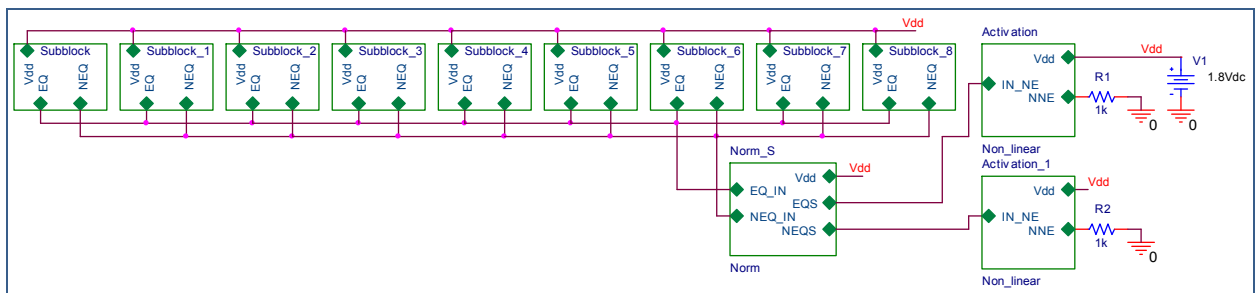 Vdd
Subblock
Vdd
EQ
NEQ
Subblock_1
Vdd
EQ
NEQ
Subblock_2
Vdd
EQ
NEQ
Subblock_3
Vdd
EQ
NEQ
Subblock_4
Vdd
EQ
NEQ
Subblock_5
Vdd
EQ
NEQ
Subblock_6
Vdd
EQ
NEQ
Subblock_7
Vdd
EQ
NEQ
Subblock_8
Vdd
EQ
NEQ
Activation
Vdd
IN_NE
NNE
Non_linear
Vdd
V1
1.8Vdc
0
R1
1k
0
Norm_S
Vdd
EQ_IN
EQS
NEQ_IN
NEQS
Norm
Vdd
Activation_1
Vdd
IN_NE
NNE
Non_linear
Vdd
R2
1k
0